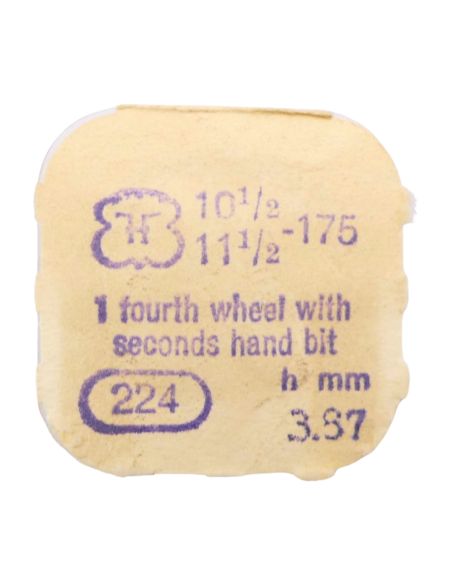 H 10 1/2
11 1/2 -175
1 fourth wheel with
seconds hand bit
224 h mm
3.87